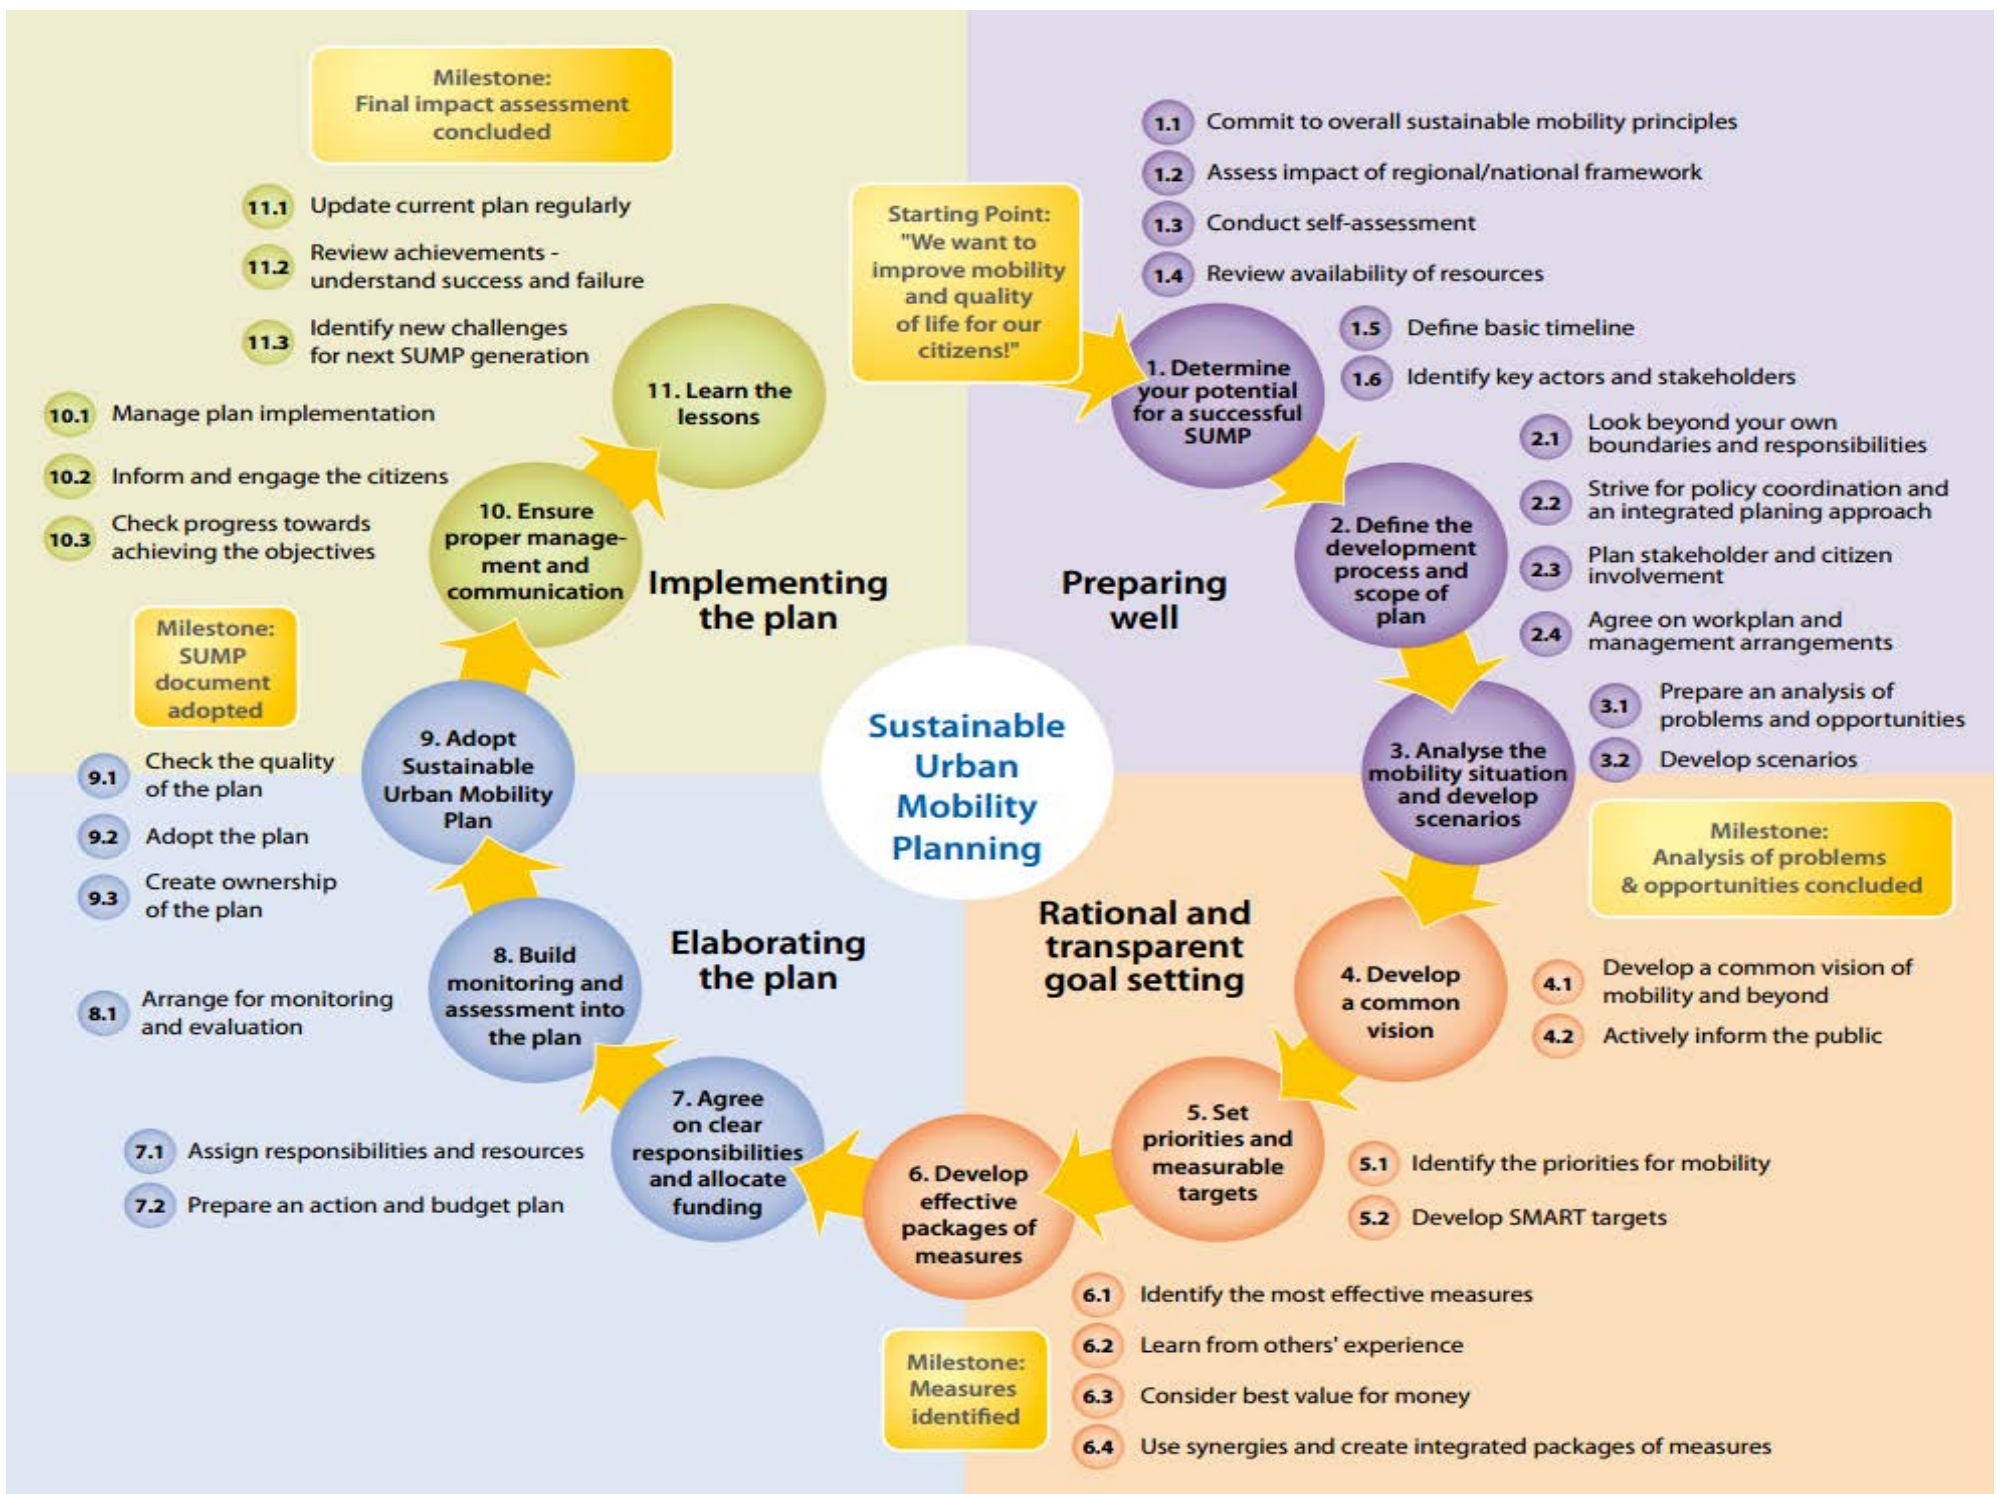 Sustainable
Urban
Mobility
Planning
Starting Point:
"We want to
improve mobility
and quality
of life for our
citizens!"
Preparing
well
1. Determine
your potential
for a successful
SUMP
1.1 Commit to overall sustainable mobility principles
1.2 Assess impact of regional/national framework
1.3 Conduct self-assessment
1.4 Review availability of resources
1.5 Define basic timeline
1.6 Identify key actors and stakeholders
2. Define the
development
process and
scope of
plan
2.1 Look beyond your own
boundaries and responsibilities
2.2 Strive for policy coordination and
an integrated planing approach
2.3 Plan stakeholder and citizen
involvement
2.4 Agree on workplan and
management arrangements
3. Analyse the
mobility situation
and develop
scenarios
3.1 Prepare an analysis of
problems and opportunities
3.2 Develop scenarios
Milestone:
Analysis of problems
& opportunities concluded
Rational and
transparent
goal setting
4. Develop
a common
vision
4.1 Develop a common vision of
mobility and beyond
4.2 Actively inform the public
5. Set
priorities and
measurable
targets
5.1 Identify the priorities for mobility
5.2 Develop SMART targets
6. Develop
effective
packages of
measures
6.1 Identify the most effective measures
6.2 Learn from others' experience
6.3 Consider best value for money
6.4 Use synergies and create integrated packages of measures
Milestone:
Measures
identified
Elaborating
the plan
7. Agree
on clear
responsibilities
and allocate
funding
7.1 Assign responsibilities and resources
7.2 Prepare an action and budget plan
8. Build
monitoring and
assessment into
the plan
8.1 Arrange for monitoring
and evaluation
9. Adopt
Sustainable
Urban Mobility
Plan
9.1 Check the quality
of the plan
9.2 Adopt the plan
9.3 Create ownership
of the plan
Milestone:
SUMP
document
adopted
Implementing
the plan
10. Ensure
proper manage-
ment and
communication
10.1 Manage plan implementation
10.2 Inform and engage the citizens
10.3 Check progress towards
achieving the objectives
11. Learn the
lessons
11.1 Update current plan regularly
11.2 Review achievements -
understand success and failure
11.3 Identify new challenges
for next SUMP generation
Milestone:
Final impact assessment
concluded